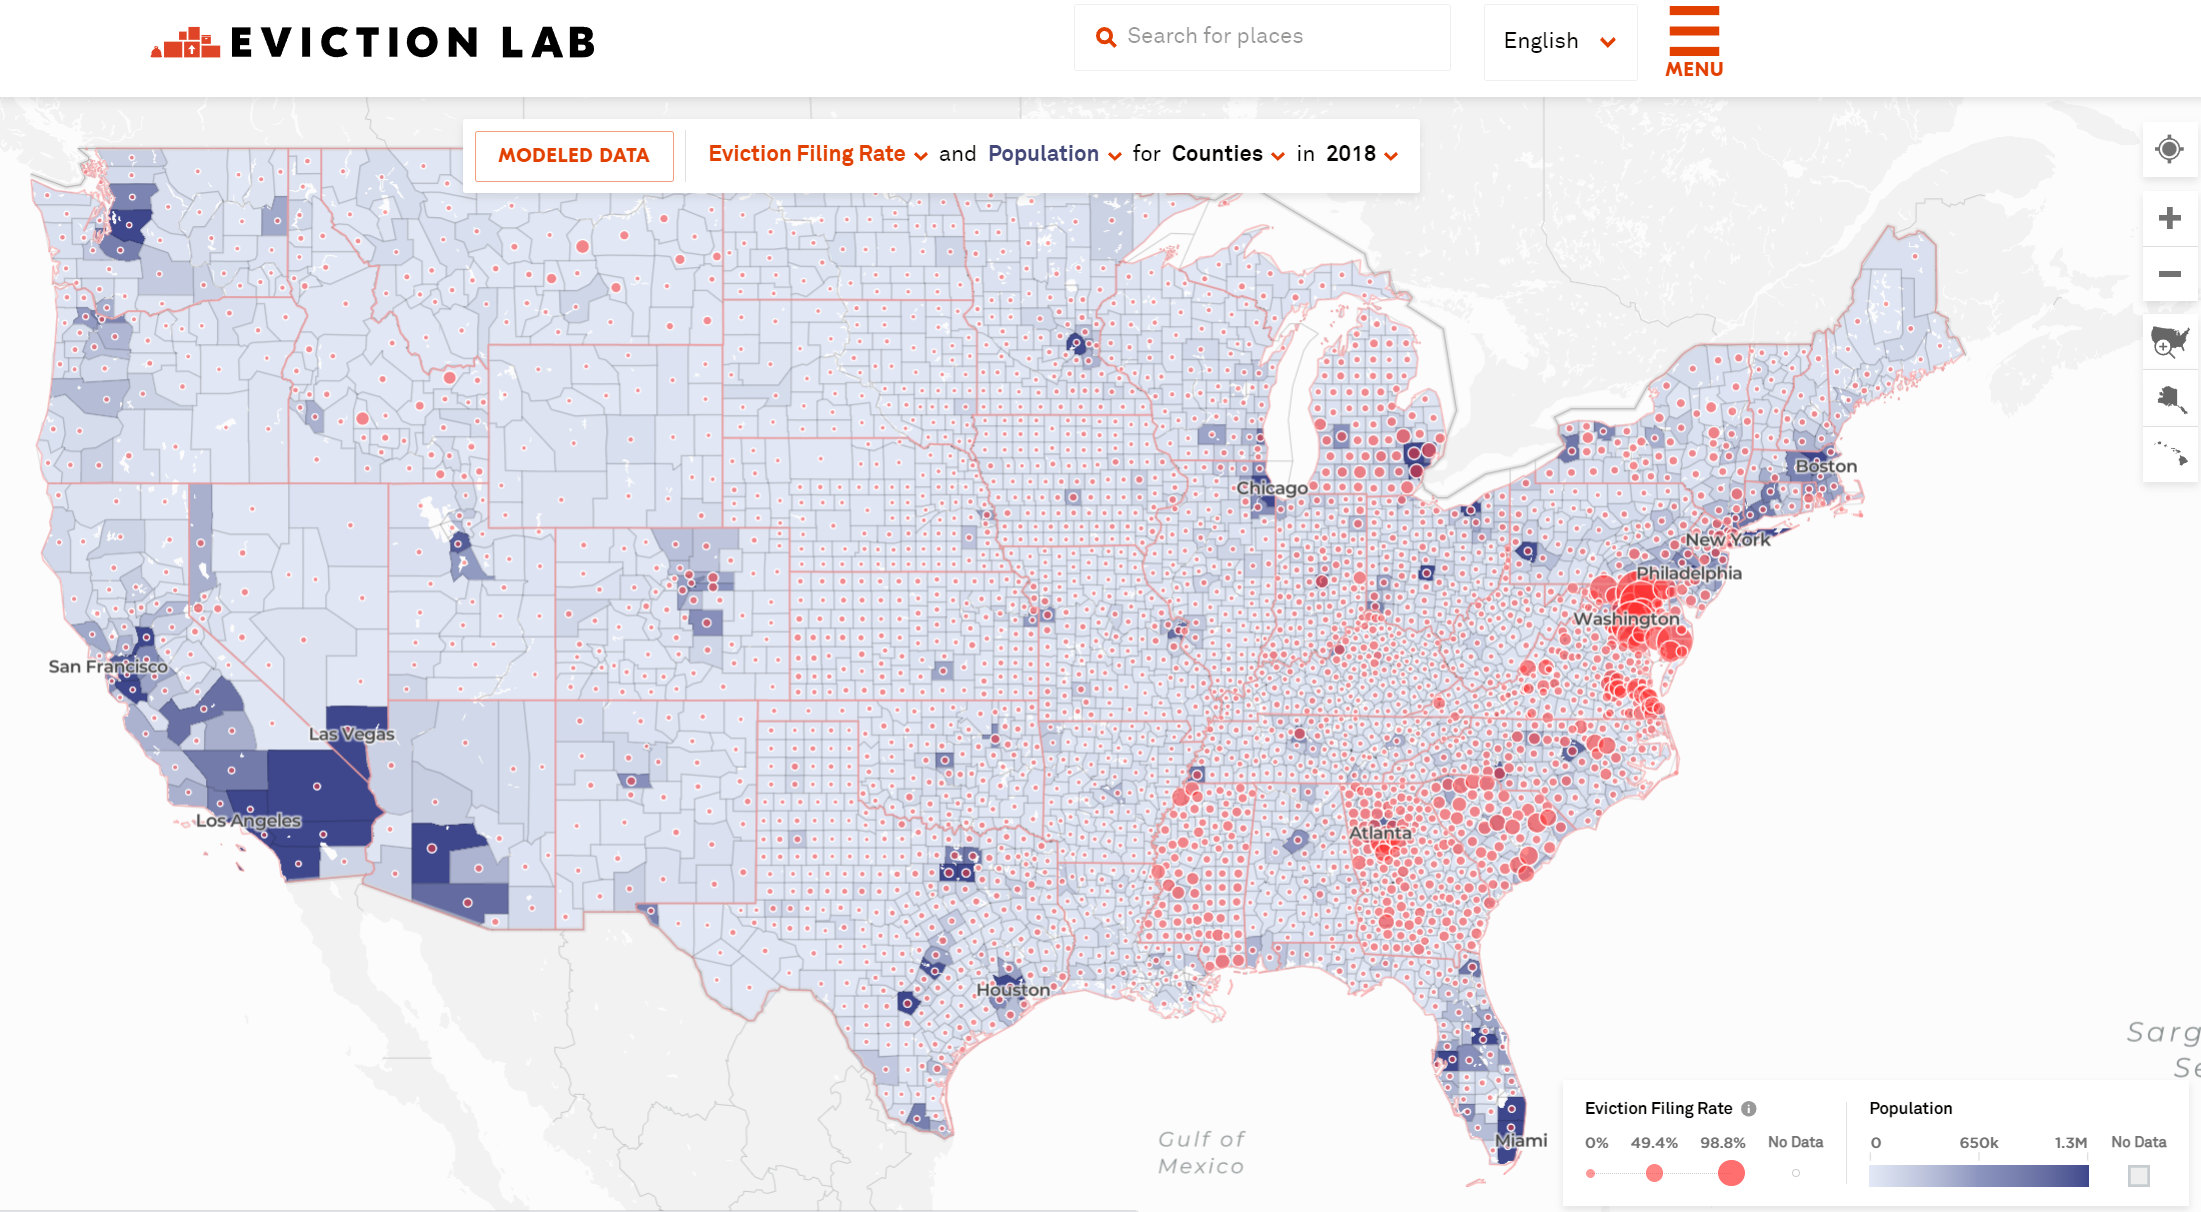 EVICTION LAB
Search for places
English
MENU
MODELED DATA
Eviction Filing Rate and Population for Counties in 2018
Boston
Chicago
New York
Philadelphia
Washington
San Francisco
Las Vegas
Los Angeles
Atlanta
Houston
Sarg
Se
Gulf of
Mexico
Miami
Eviction Filing Rate
Population
0% 49.4% 98.8% No Data
0 650k 1.3M No Data